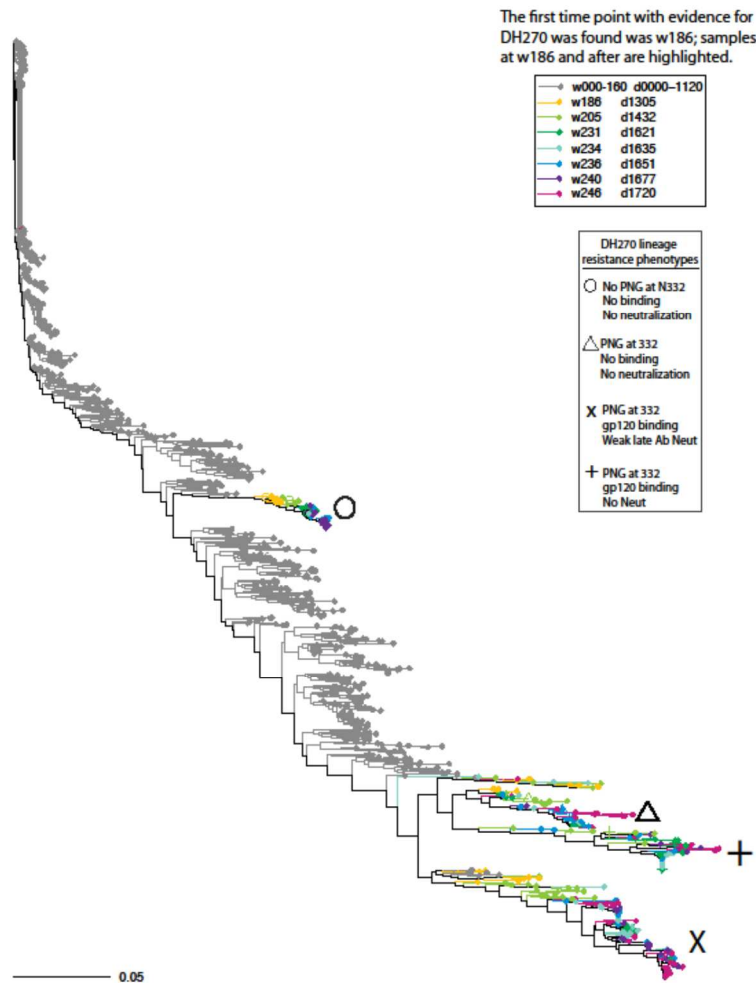 The first time point with evidence for
DH270 was found was w186; samples
at w186 and after are highlighted.
w000-160 d0000–1120
w186 d1305
w205 d1432
w231 d1621
w234 d1635
w236 d1651
w240 d1677
w246 d1720
DH270 lineage
resistance phenotypes
No PNG at N332
No binding
No neutralization
PNG at 332
No binding
No neutralization
X PNG at 332
gp120 binding
Weak late Ab Neut
+ PNG at 332
gp120 binding
No Neut
+
X
0.05